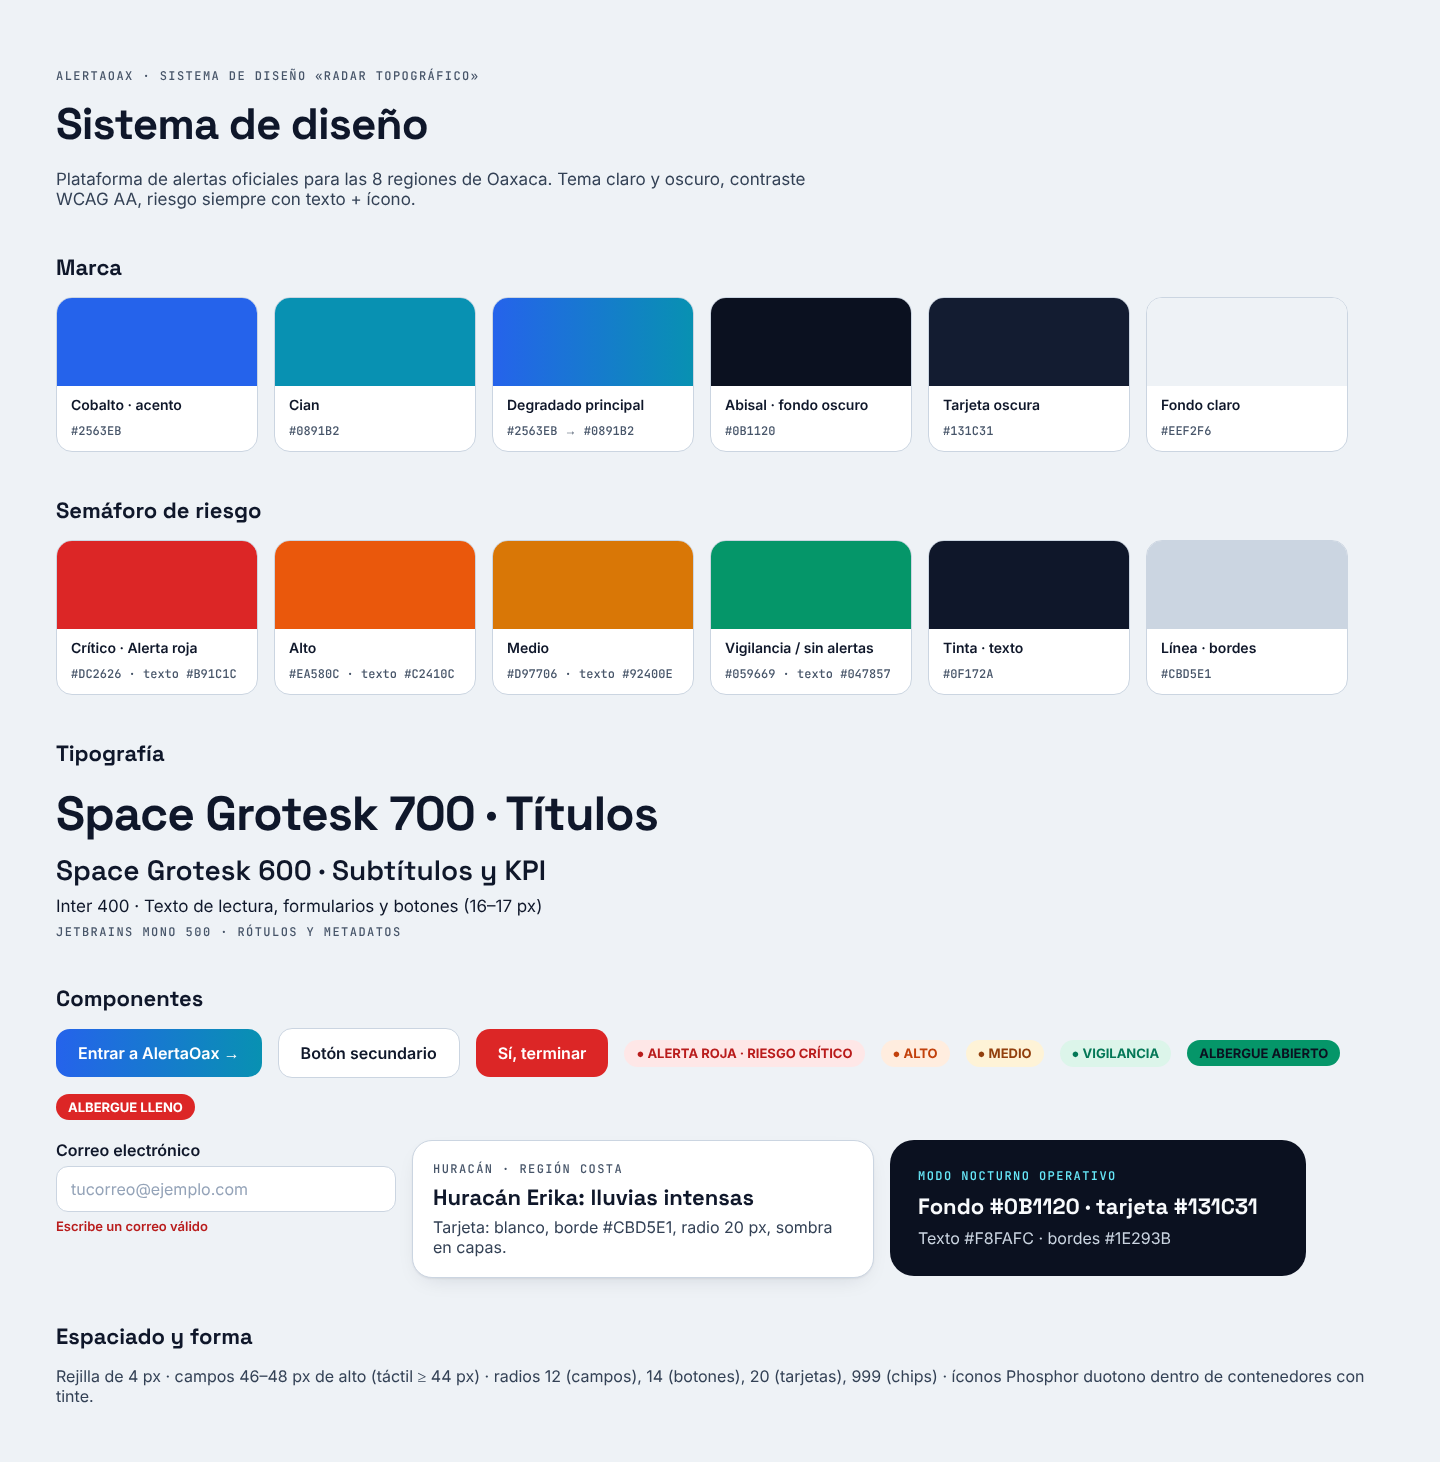 ALERTAOAX · SISTEMA DE DISEÑO «RADAR TOPOGRÁFICO»
Sistema de diseño
Plataforma de alertas oficiales para las 8 regiones de Oaxaca. Tema claro y oscuro, contraste
WCAG AA, riesgo siempre con texto + ícono.
Marca
Cobalto · acento
#2563EB
Cian
#0891B2
Degradado principal
#2563EB → #0891B2
Abisal · fondo oscuro
#0B1120
Tarjeta oscura
#131C31
Fondo claro
#EEF2F6
Semáforo de riesgo
Crítico · Alerta roja
#DC2626 · texto #B91C1C
Alto
#EA580C · texto #C2410C
Medio
#D97706 · texto #92400E
Vigilancia / sin alertas
#059669 · texto #047857
Tinta · texto
#0F172A
Línea · bordes
#CBD5E1
Tipografía
Space Grotesk 700 · Títulos
Space Grotesk 600 · Subtítulos y KPI
Inter 400 · Texto de lectura, formularios y botones (16–17 px)
JETBRAINS MONO 500 · RÓTULOS Y METADATOS
Componentes
Entrar a AlertaOax →
Botón secundario
Sí, terminar
● ALERTA ROJA · RIESGO CRÍTICO
● ALTO
● MEDIO
● VIGILANCIA
ALBERGUE ABIERTO
ALBERGUE LLENO
Correo electrónico
tucorreo@ejemplo.com
Escribe un correo válido
HURACÁN · REGIÓN COSTA
Huracán Erika: lluvias intensas
Tarjeta: blanco, borde #CBD5E1, radio 20 px, sombra
en capas.
MODO NOCTURNO OPERATIVO
Fondo #0B1120 · tarjeta #131C31
Texto #F8FAFC · bordes #1E293B
Espaciado y forma
Rejilla de 4 px · campos 46–48 px de alto (táctil ≥ 44 px) · radios 12 (campos), 14 (botones), 20 (tarjetas), 999 (chips) · íconos Phosphor duotono dentro de contenedores con
tinte.